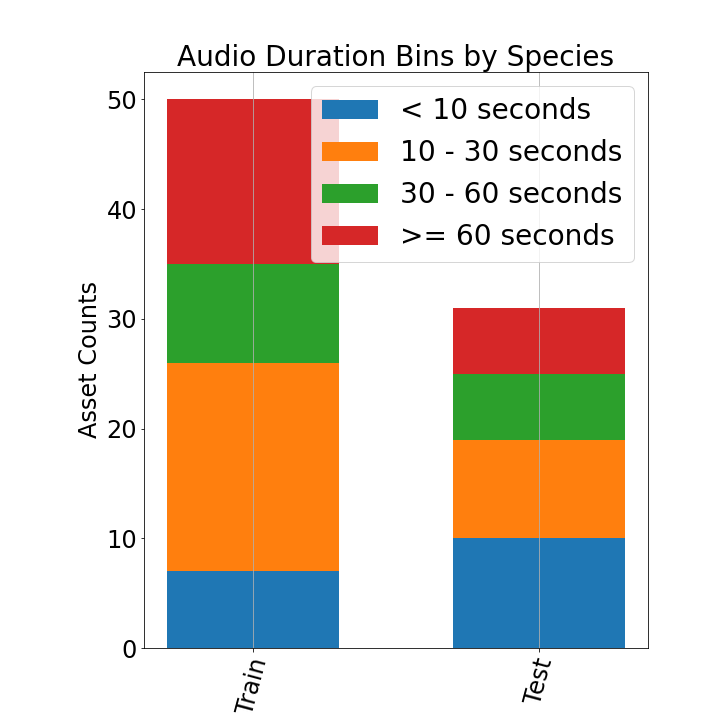 Audio Duration Bins by Species
< 10 seconds
10 - 30 seconds
30 - 60 seconds
>= 60 seconds
Asset Counts
50
40
30
20
10
0
Train
Test